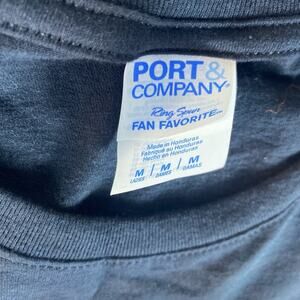 PORT &
COMPANY®
Ring Spun
FAN FAVORITE™
Made in Honduras
Fabriqué au Honduras
Hecho en Honduras
M / M / M
LADIES DAMES DAMAS